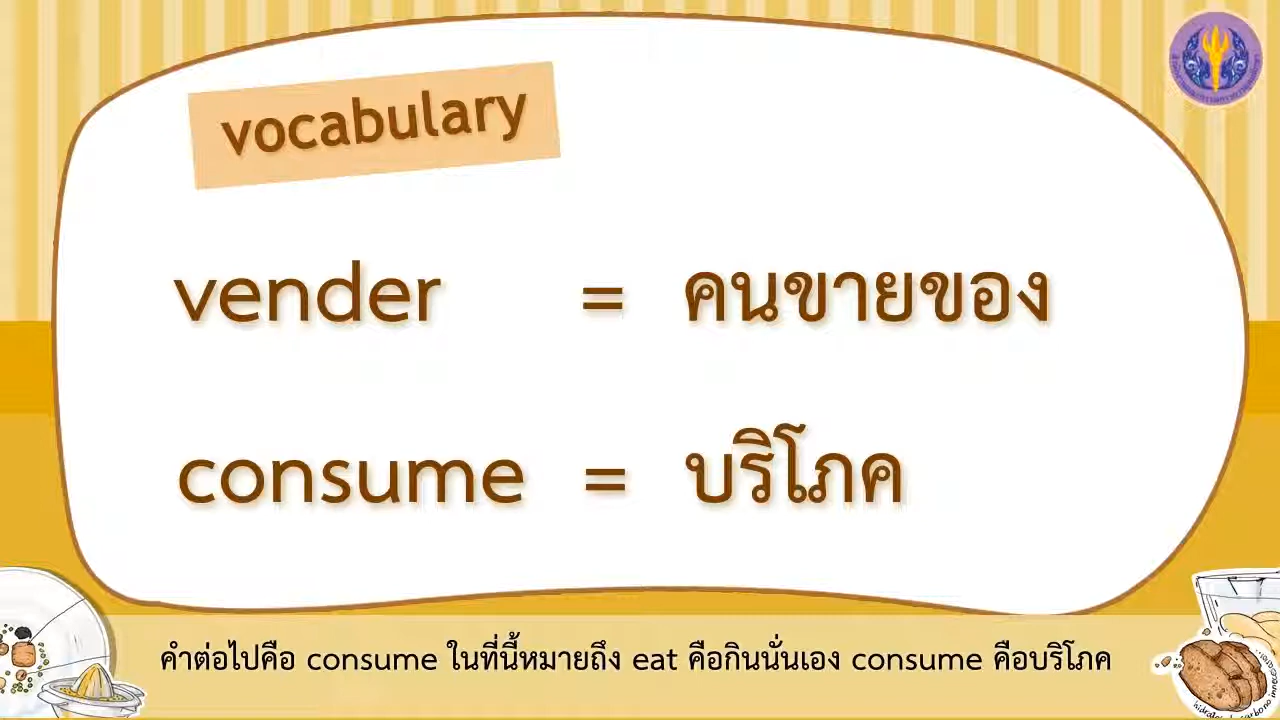 vocabulary
vender = คนขายของ
consume = บริโภค
คำต่อไปคือ consume ในที่นี้หมายถึง eat คือกินนั่นเอง consume คือบริโภค